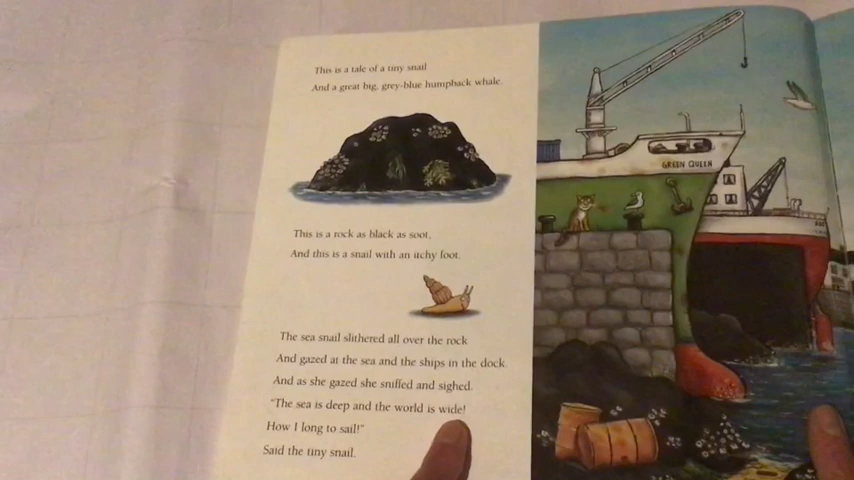 This is a tale of a tiny snail
And a great big, grey-blue humpback whale.
This is a rock as black as soot,
And this is a snail with an itchy foot.
The sea snail slithered all over the rock
And gazed at the sea and the ships in the dock.
And as she gazed she sniffed and sighed.
"The sea is deep and the world is wide!
How I long to sail!"
Said the tiny snail.
GREEN QUEEN